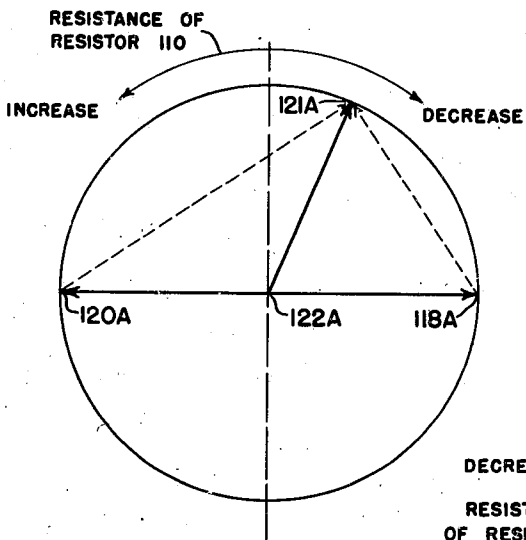 RESISTANCE OF
RESISTOR 110
INCREASE
121A
DECREASE
120A
122A
118A
DECRE
RESIST
OF RESI